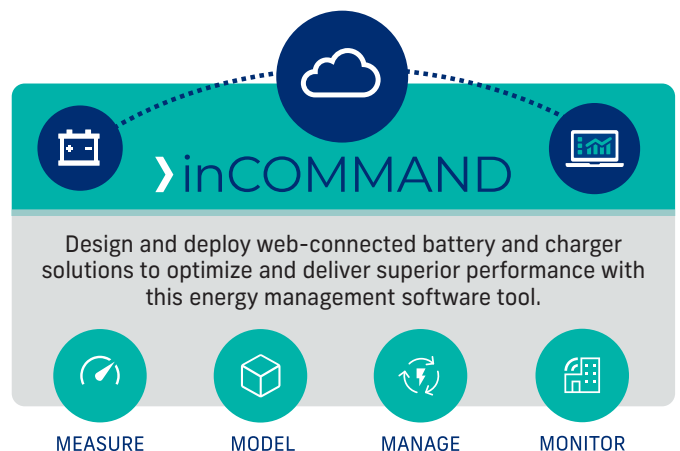 inCOMMAND
Design and deploy web-connected battery and charger
solutions to optimize and deliver superior performance with
this energy management software tool.
MEASURE
MODEL
MANAGE
MONITOR